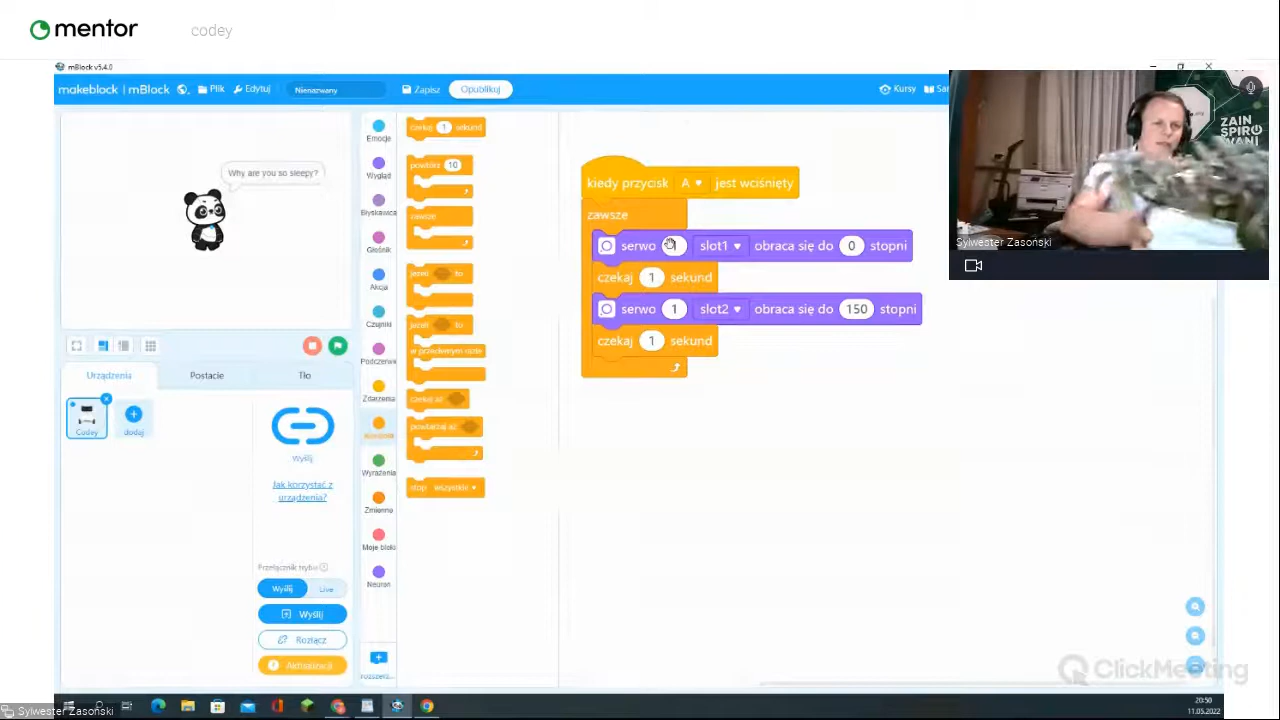 mentor
codey
mBlock v5.4.0
makeblock | mBlock
Plik
Edytuj
Nienazwany
Zapisz
Opublikuj
Kursy
Why are you so sleepy?
Emocje
Wygląd
Błyskawica
Głośnik
Akcja
Czujniki
Podczerwi
Zdarzenia
Wyrażenia
Zmienne
Moje bloki
Neuron
czekaj 1 sekund
powtórz 10
zawsze
jeżeli to
jeżeli to
w przeciwnym razie
czekaj aż
powtarzaj aż
stop wszystkie
kiedy przycisk A jest wciśnięty
zawsze
serwo 1 slot1 obraca się do 0 stopni
czekaj 1 sekund
serwo 1 slot2 obraca się do 150 stopni
czekaj 1 sekund
ZAIN
SPIRO
WANI
Sylwester Zasoński
Urządzenia
Postacie
Tło
Codey
dodaj
Wyślij
Jak korzystać z
urządzenia?
Przełącznik trybu
Wyślij
Live
Wyślij
Rozłącz
Aktualizacji
ClickMeeting
Sylwester Zasoński
20:50
11.05.2022